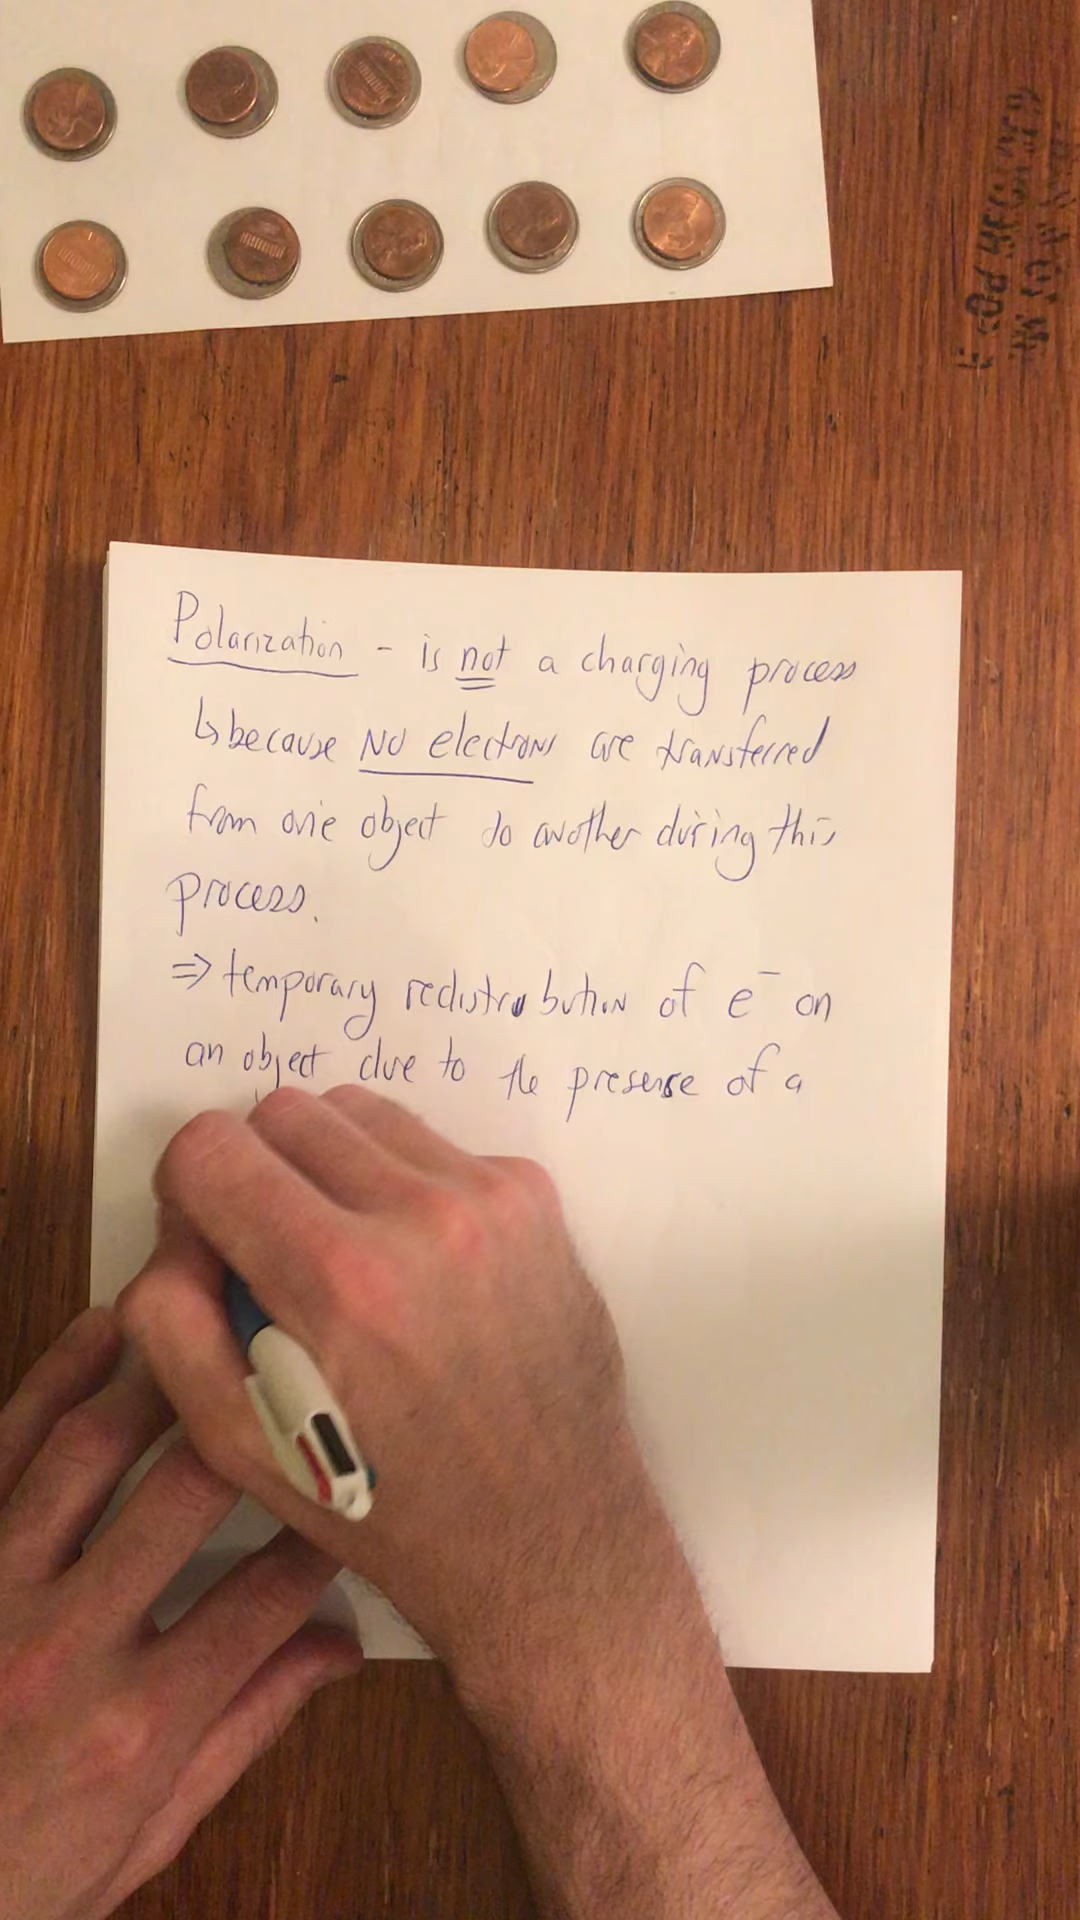 Polarization - is not a charging process
↳because NO electrons are transferred
from one object to another during this
process.
⇒ temporary redistribution of e⁻ on
an object due to the presense of a